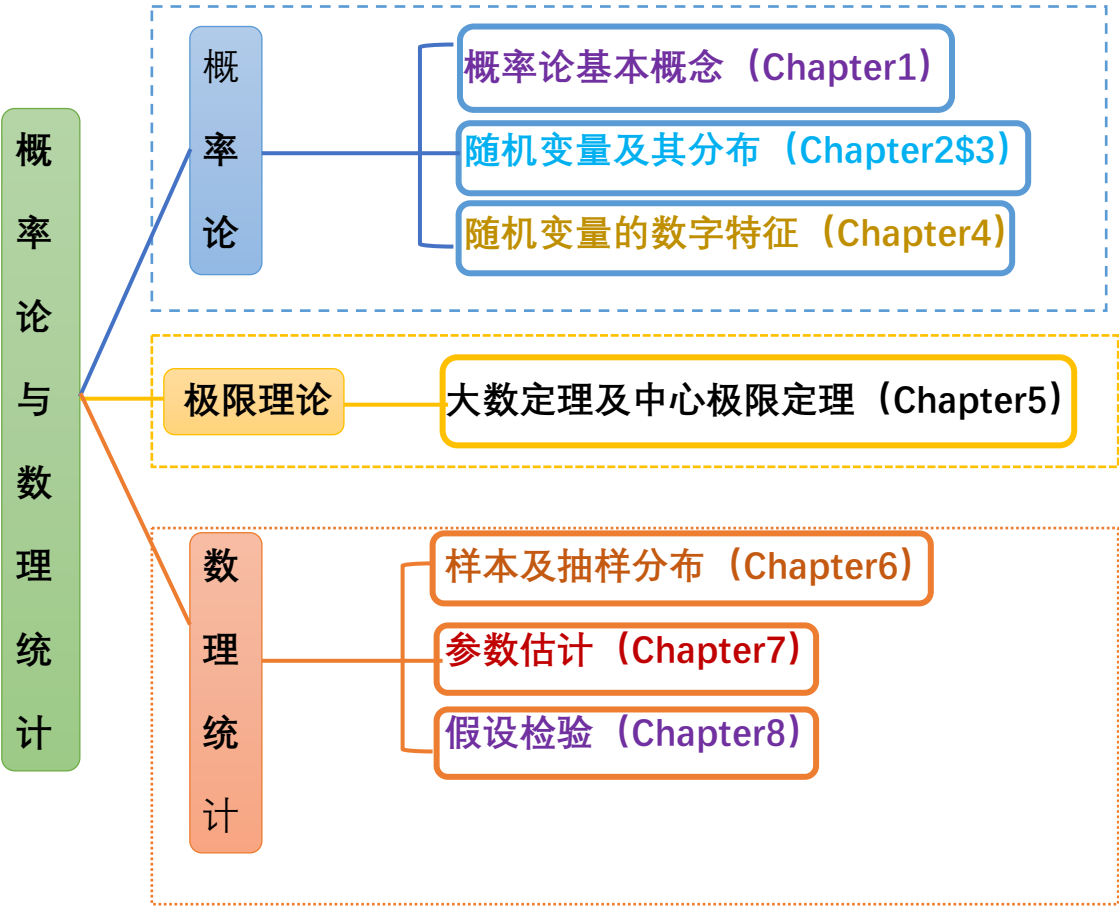 概率论与数理统计
概率论
概率论基本概念（Chapter1）
随机变量及其分布（Chapter2$3）
随机变量的数字特征（Chapter4）
极限理论
大数定理及中心极限定理（Chapter5）
数理统计
样本及抽样分布（Chapter6）
参数估计（Chapter7）
假设检验（Chapter8）